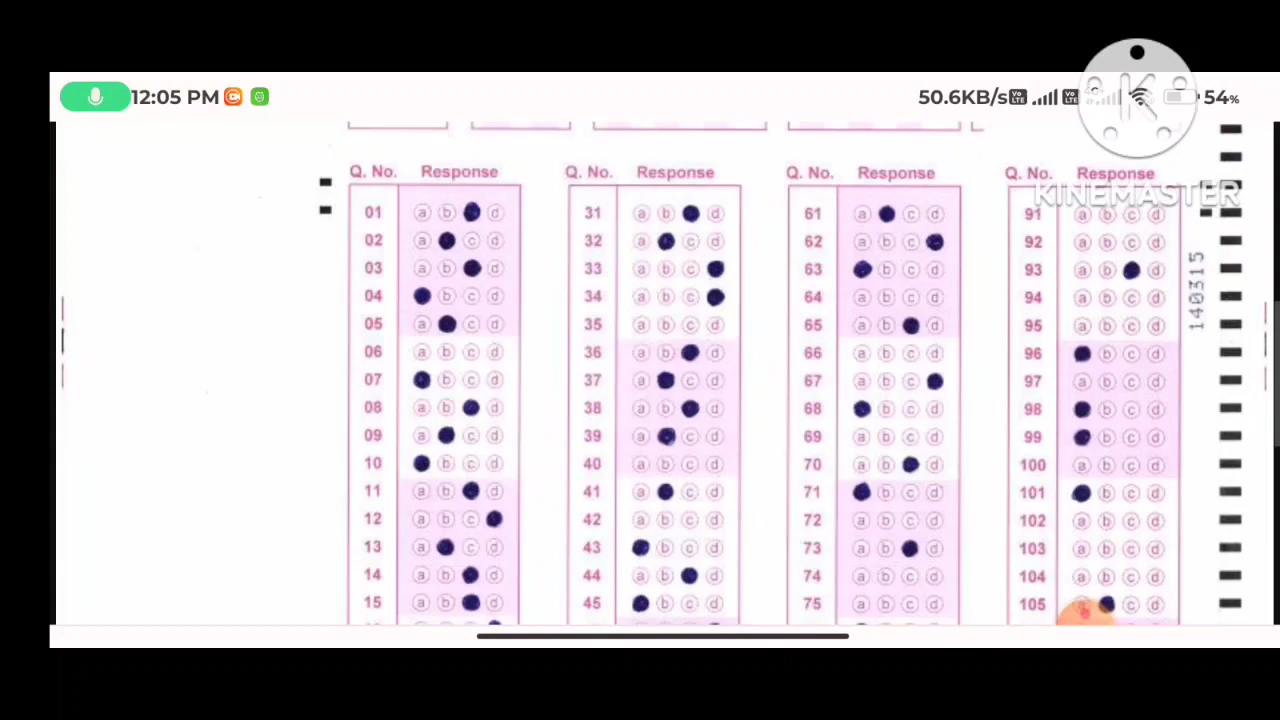 12:05 PM 50.6KB/s Vo LTE Vo LTE 54%
KINEMASTER
Q. No. Response Q. No. Response Q. No. Response Q. No. Response
01 a b d 31 a b d 61 a c d 91 a b c d
02 a c d 32 a c d 62 a b c 92 a b c d
03 a b d 33 a b c 63 b c d 93 a b d
04 b c d 34 a b c 64 a b c d 94 a b c d
05 a c d 35 a b c d 65 a b d 95 a b c d
06 a b c d 36 a b d 66 a b c d 96 b c d
07 b c d 37 a c d 67 a b c 97 a b c d
08 a b d 38 a b d 68 b c d 98 b c d
09 a c d 39 a c d 69 a b c d 99 b c d
10 b c d 40 a b c d 70 a b d 100 a b c d
11 a b d 41 a c d 71 b c d 101 b c d
12 a b c 42 a b c d 72 a b c d 102 a b c d
13 a c d 43 b c d 73 a b d 103 a b c d
14 a b d 44 a b d 74 a b c d 104 a b c d
15 a b d 45 b c d 75 a b c d 105 c d
140315